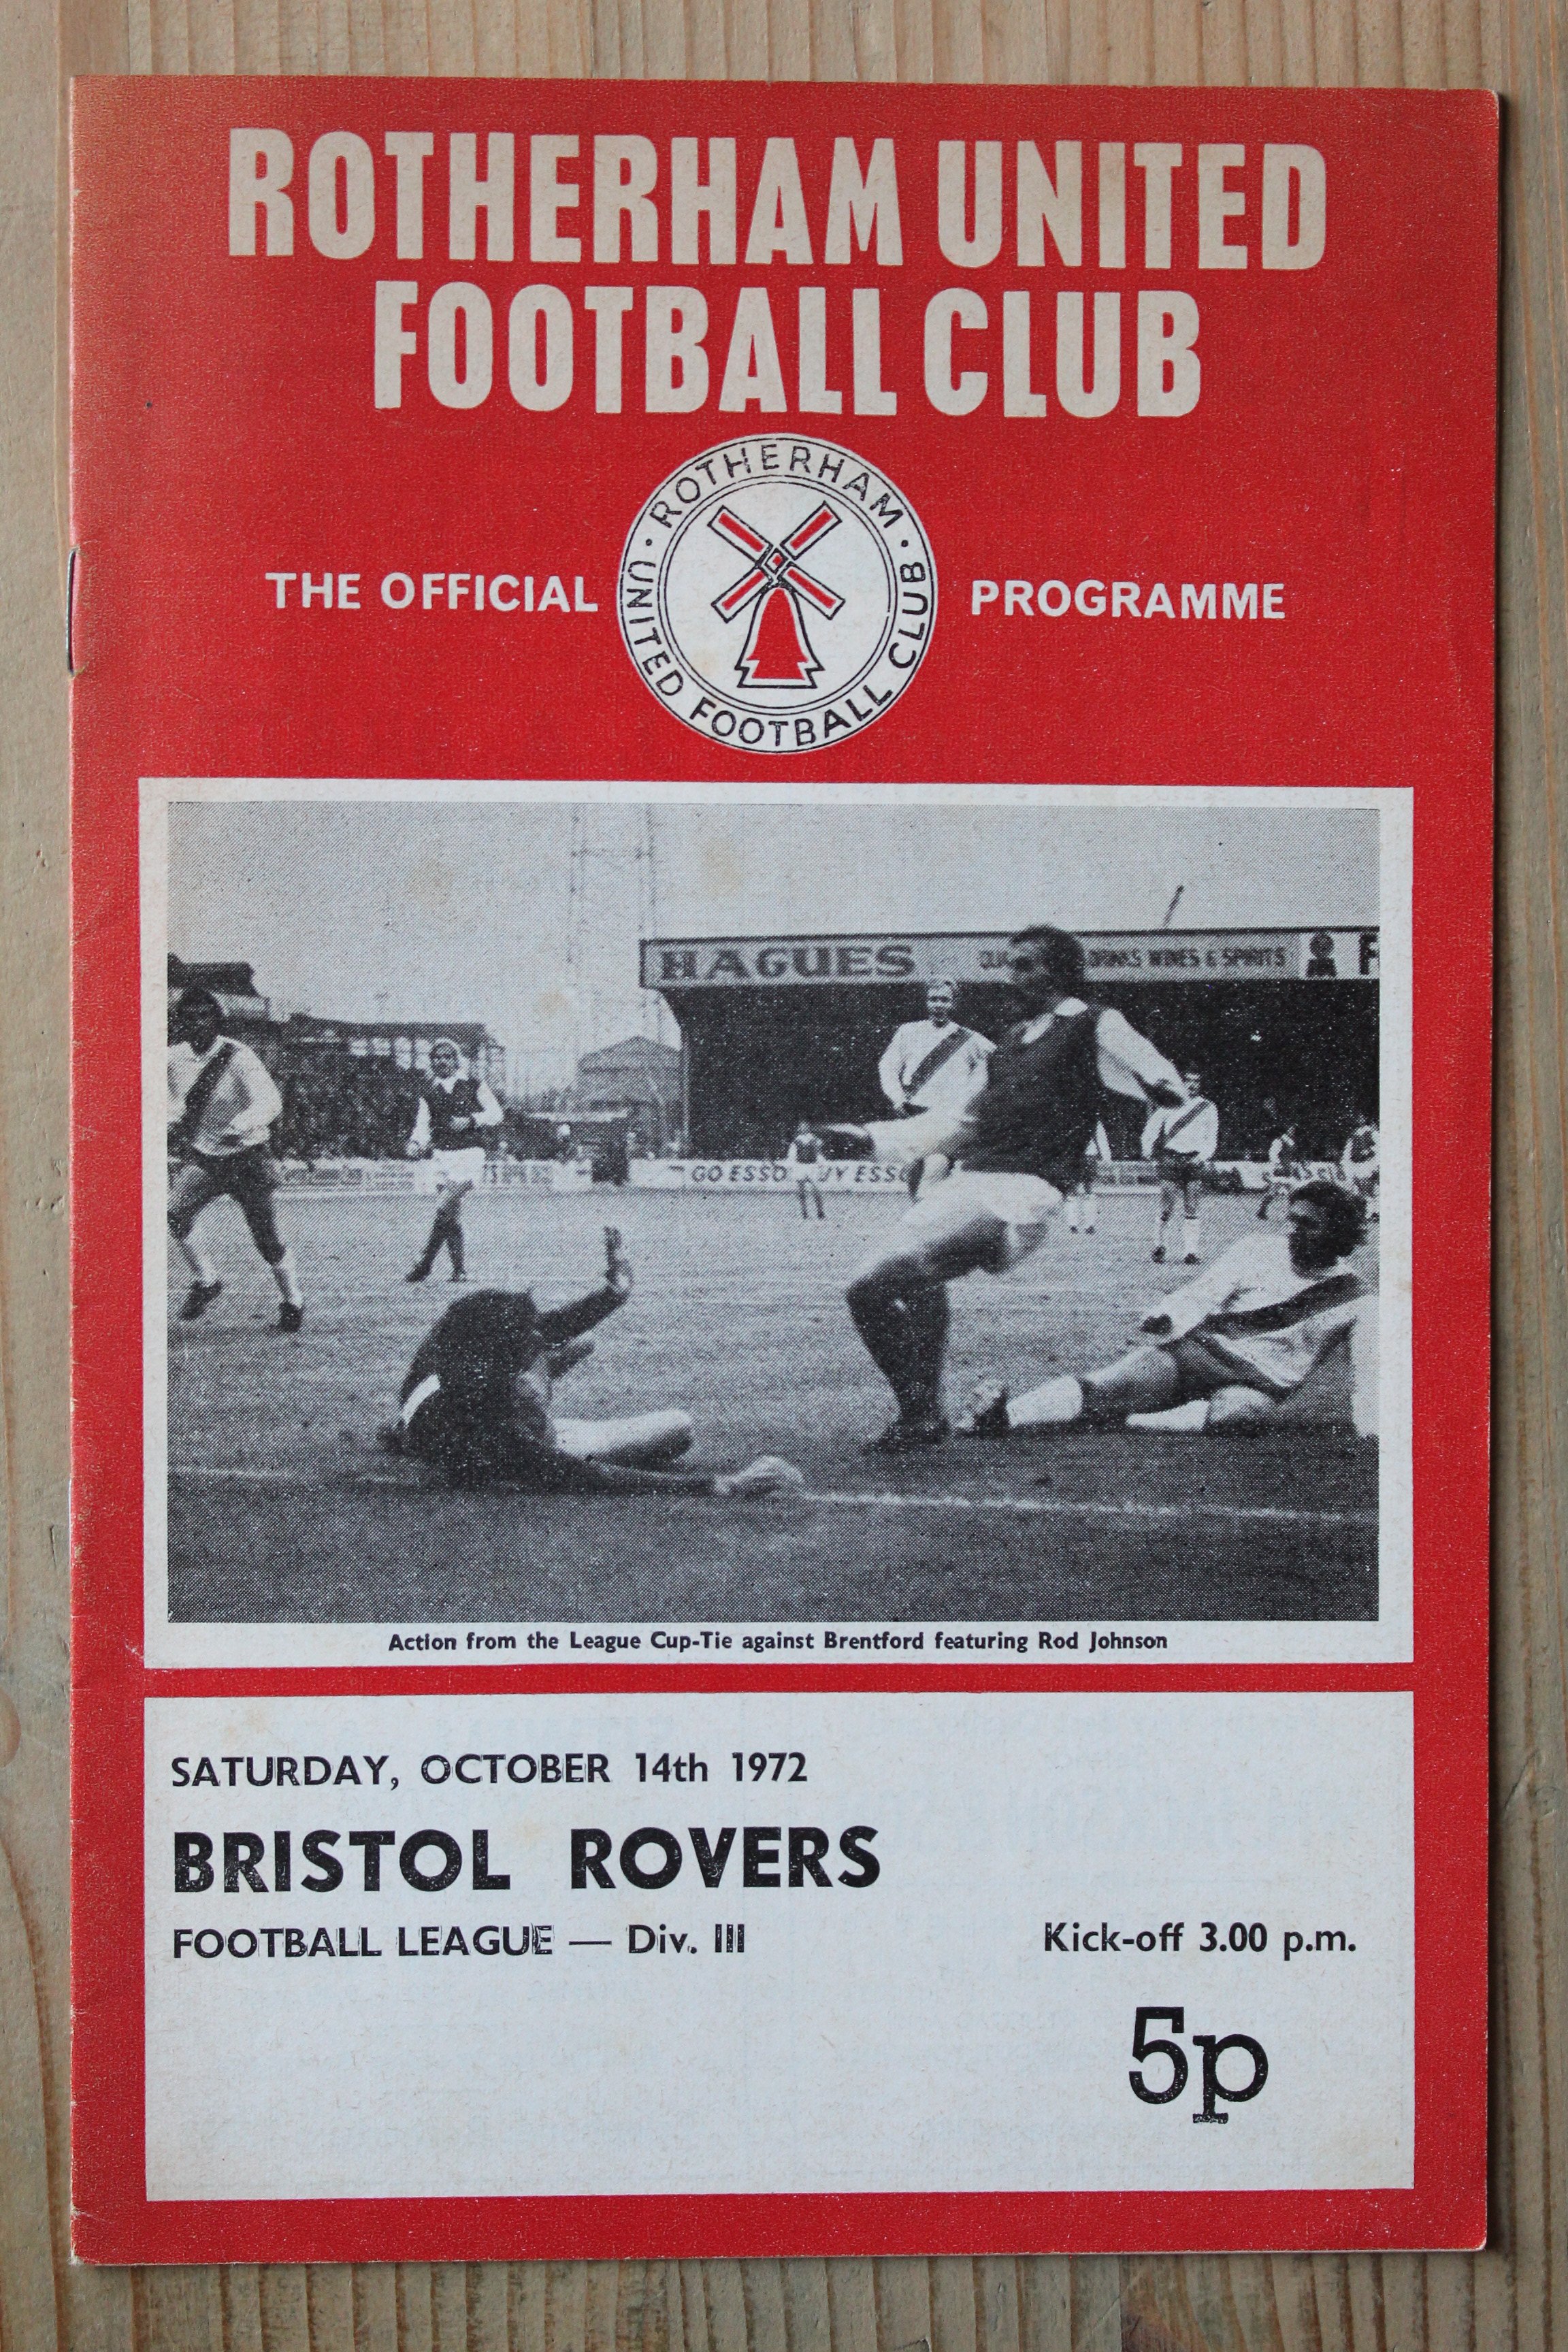 ROTHERHAM UNITED
FOOTBALL CLUB
THE OFFICIAL
ROTHERHAM · UNITED FOOTBALL CLUB ·
PROGRAMME
HAGUES
WINES & SPIRITS
GO ESSO
ESSO
Action from the League Cup-Tie against Brentford featuring Rod Johnson
SATURDAY, OCTOBER 14th 1972
BRISTOL ROVERS
FOOTBALL LEAGUE — Div. III
Kick-off 3.00 p.m.
5p